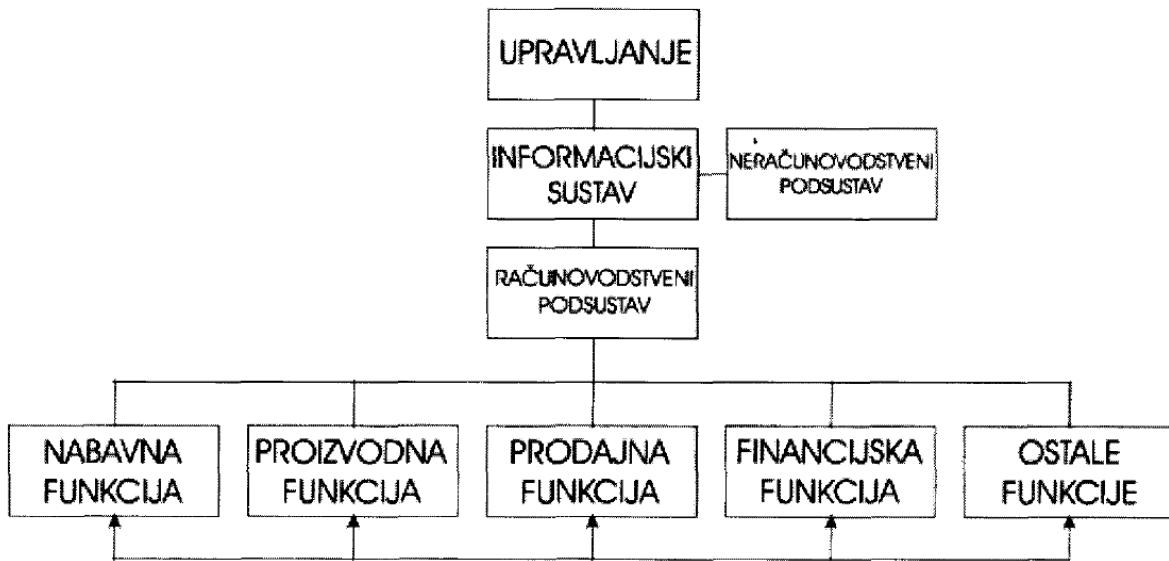 UPRAVLJANJE
INFORMACIJSKI
SUSTAV
NERAČUNOVODSTVENI
PODSUSTAV
RAČUNOVODSTVENI
PODSUSTAV
NABAVNA
FUNKCIJA
PROIZVODNA
FUNKCIJA
PRODAJNA
FUNKCIJA
FINANCIJSKA
FUNKCIJA
OSTALE
FUNKCIJE